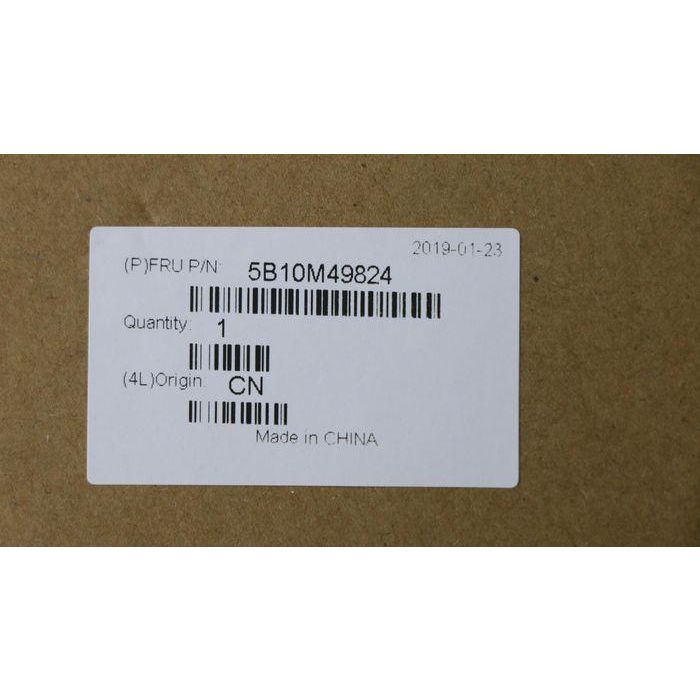 2019-01-23
(P)FRU P/N: 5B10M49824
Quantity: 1
(4L)Origin: CN
Made in CHINA